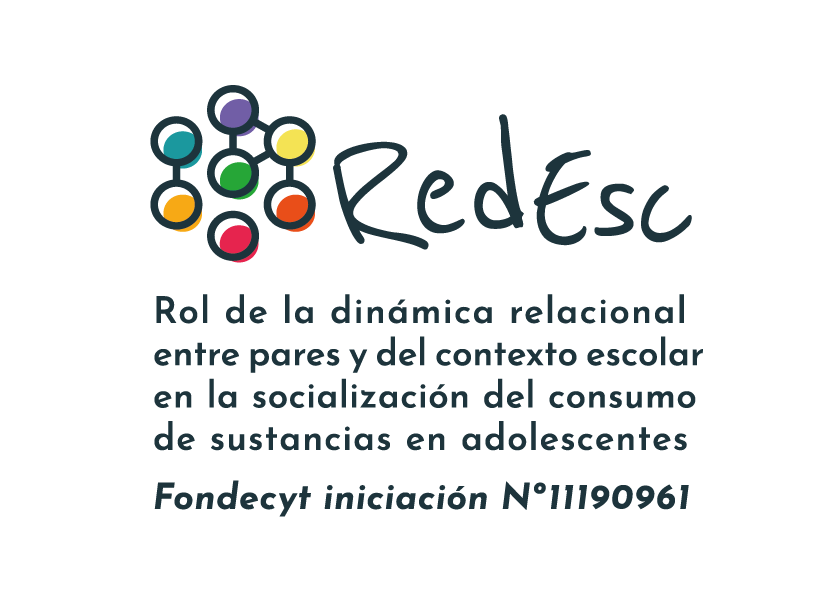 RedEsc
Rol de la dinámica relacional
entre pares y del contexto escolar
en la socialización del consumo
de sustancias en adolescentes
Fondecyt iniciación Nº11190961